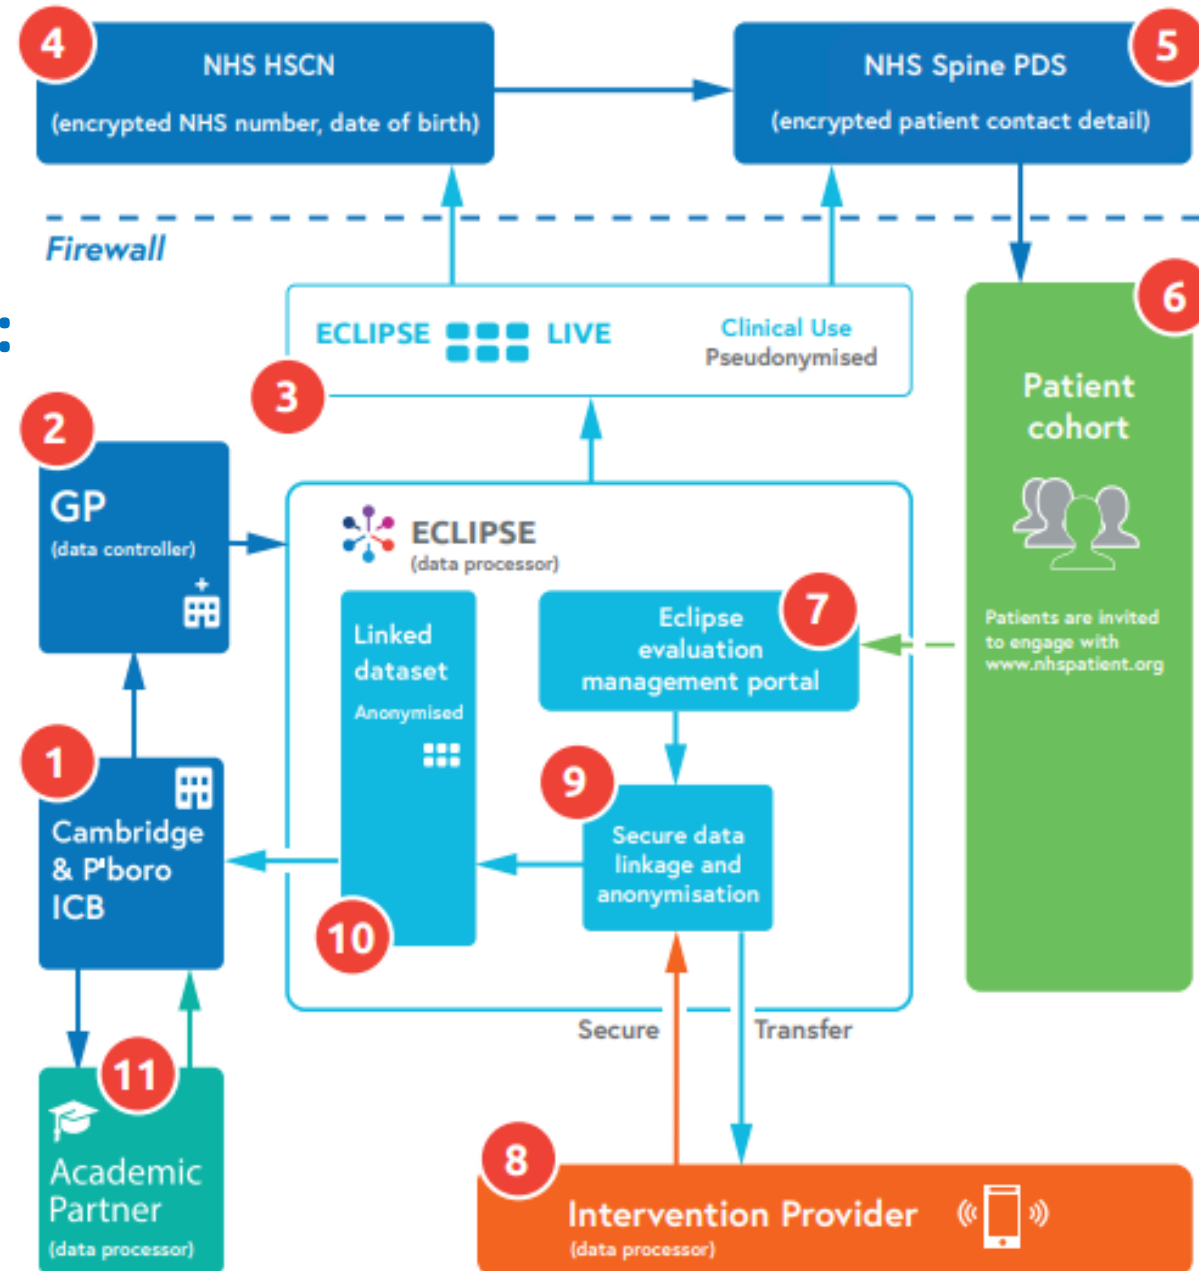 4
NHS HSCN
(encrypted NHS number, date of birth)
5
NHS Spine PDS
(encrypted patient contact detail)
Firewall
:
ECLIPSE LIVE
Clinical Use
Pseudonymised
3
6
Patient
cohort
Patients are invited
to engage with
www.nhspatient.org
2
GP
(data controller)
ECLIPSE
(data processor)
Linked
dataset
Anonymised
7
Eclipse
evaluation
management portal
1
Cambridge
& P'boro
ICB
9
Secure data
linkage and
anonymisation
10
Secure
Transfer
11
Academic
Partner
(data processor)
8
Intervention Provider
(data processor)